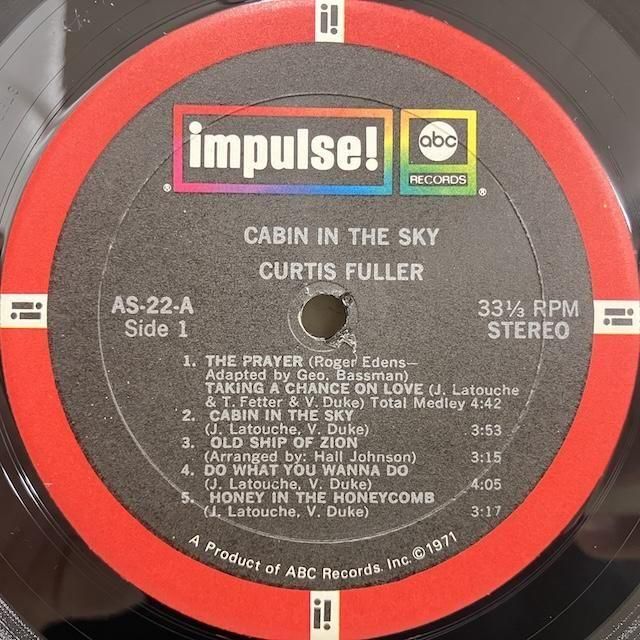 i!
impulse!
abc
RECORDS
®
®
CABIN IN THE SKY
CURTIS FULLER
AS-22-A
Side 1
33⅓ RPM
STEREO
i!
i!
1. THE PRAYER (Roger Edens—
Adapted by Geo. Bassman)
TAKING A CHANCE ON LOVE (J. Latouche
& T. Fetter & V. Duke) Total Medley 4:42
2. CABIN IN THE SKY
(J. Latouche, V. Duke) 3:53
3. OLD SHIP OF ZION
(Arranged by: Hall Johnson) 3:15
4. DO WHAT YOU WANNA DO
(J. Latouche, V. Duke) 4:05
5. HONEY IN THE HONEYCOMB
(J. Latouche, V. Duke) 3:17
A Product of ABC Records. Inc.©1971
i!